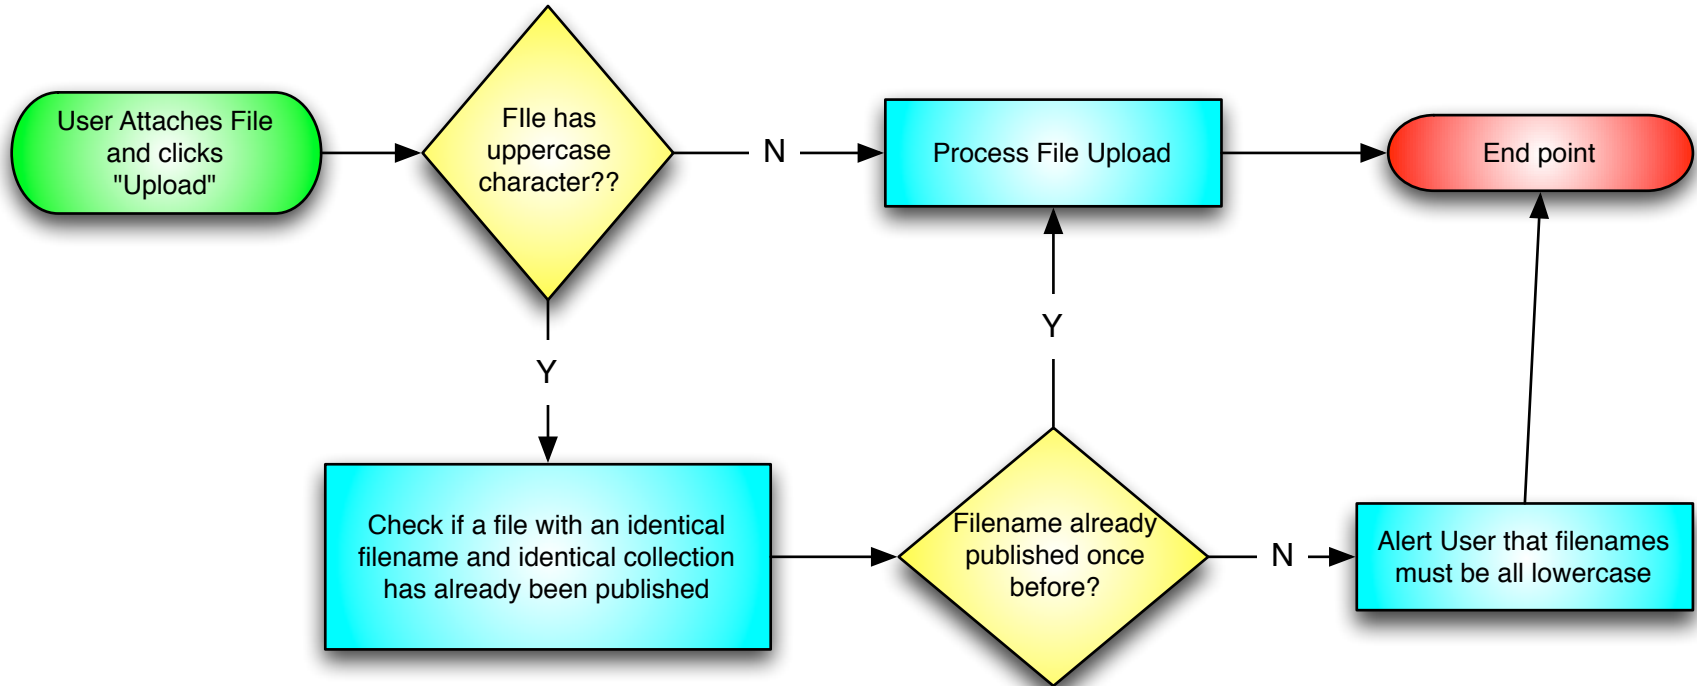 User Attaches File
and clicks
"Upload"
FIle has
uppercase
character??
N
Process File Upload
End point
Y
Y
Check if a file with an identical
filename and identical collection
has already been published
Filename already
published once
before?
N
Alert User that filenames
must be all lowercase